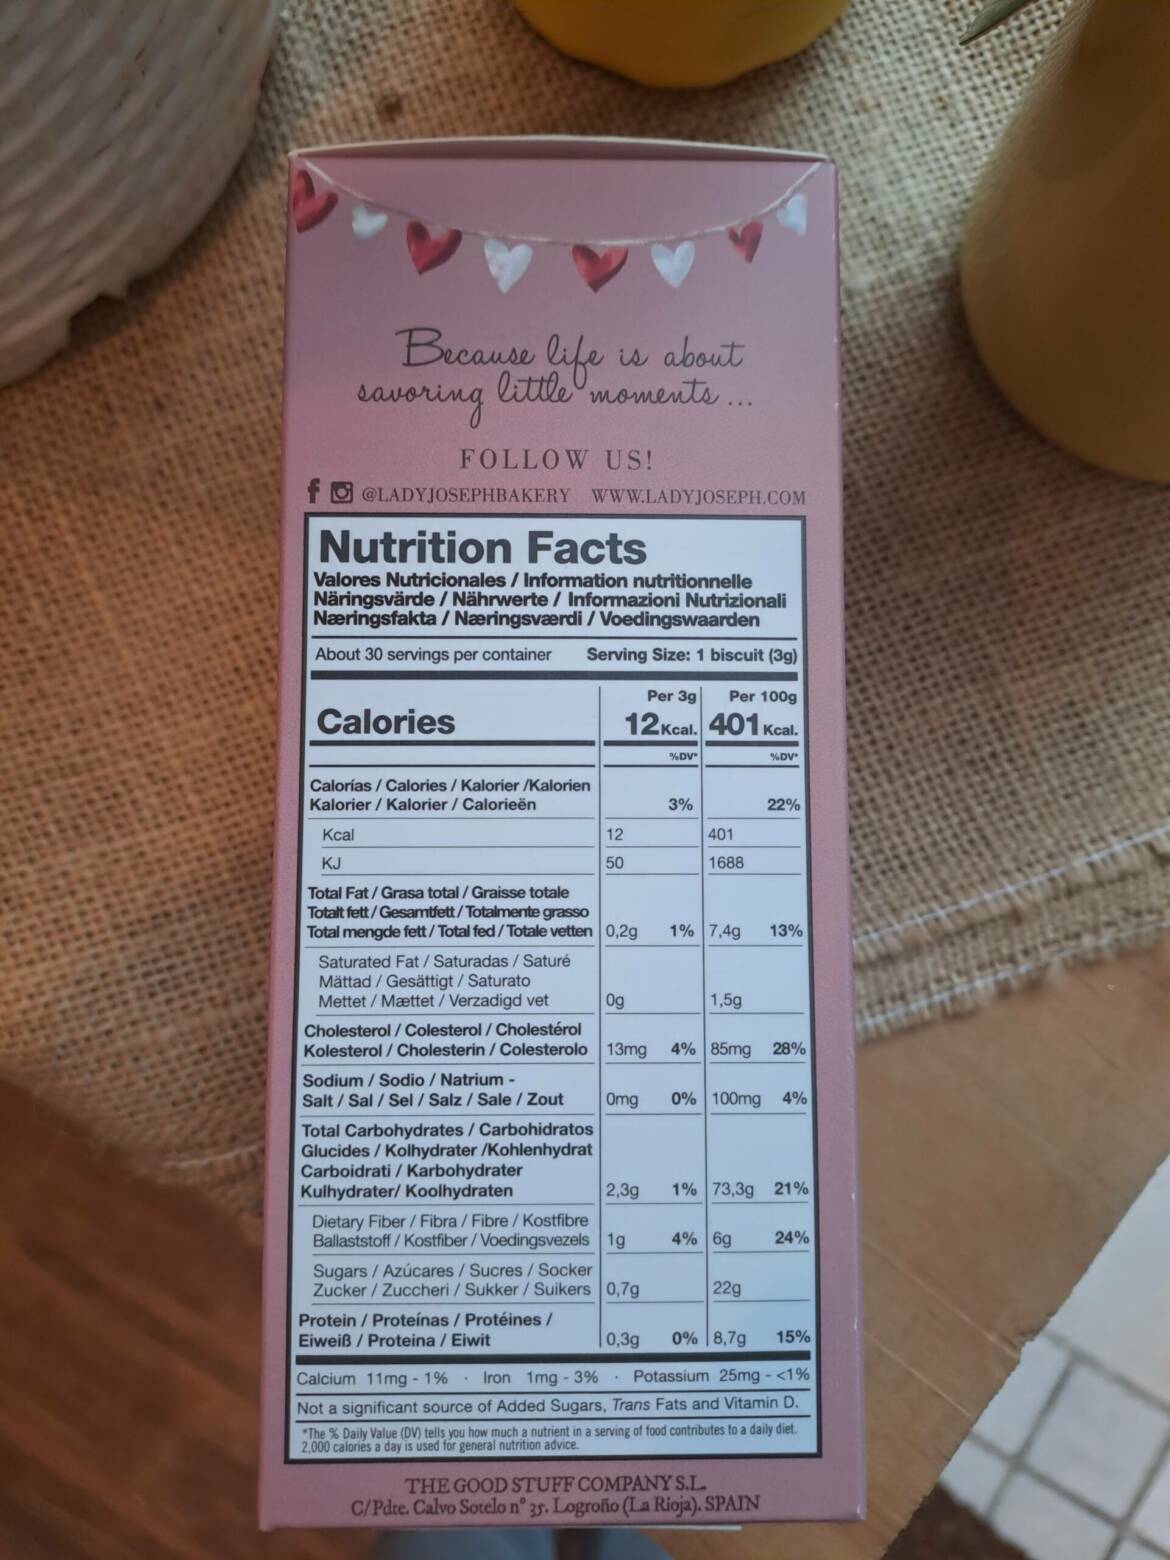 Because life is about
savoring little moments ...
FOLLOW US!
@LADYJOSEPHBAKERY WWW.LADYJOSEPH.COM
Nutrition Facts
Valores Nutricionales / Information nutritionnelle
Näringsvärde / Nährwerte / Informazioni Nutrizionali
Næringsfakta / Næringsværdi / Voedingswaarden
About 30 servings per container Serving Size: 1 biscuit (3g)
Per 3g Per 100g
Calories 12 Kcal. 401 Kcal.
%DV* %DV*
Calorías / Calories / Kalorier /Kalorien
Kalorier / Kalorier / Calorieën 3% 22%
Kcal 12 401
KJ 50 1688
Total Fat / Grasa total / Graisse totale
Totalt fett / Gesamtfett / Totalmente grasso
Total mengde fett / Total fed / Totale vetten 0,2g 1% 7,4g 13%
Saturated Fat / Saturadas / Saturé
Mättad / Gesättigt / Saturato
Mettet / Mættet / Verzadigd vet 0g 1,5g
Cholesterol / Colesterol / Cholestérol
Kolesterol / Cholesterin / Colesterolo 13mg 4% 85mg 28%
Sodium / Sodio / Natrium -
Salt / Sal / Sel / Salz / Sale / Zout 0mg 0% 100mg 4%
Total Carbohydrates / Carbohidratos
Glucides / Kolhydrater /Kohlenhydrat
Carboidrati / Karbohydrater
Kulhydrater/ Koolhydraten 2,3g 1% 73,3g 21%
Dietary Fiber / Fibra / Fibre / Kostfibre
Ballaststoff / Kostfiber / Voedingsvezels 1g 4% 6g 24%
Sugars / Azúcares / Sucres / Socker
Zucker / Zuccheri / Sukker / Suikers 0,7g 22g
Protein / Proteínas / Protéines /
Eiweiß / Proteina / Eiwit 0,3g 0% 8,7g 15%
Calcium 11mg - 1% · Iron 1mg - 3% · Potassium 25mg - <1%
Not a significant source of Added Sugars, Trans Fats and Vitamin D.
*The % Daily Value (DV) tells you how much a nutrient in a serving of food contributes to a daily diet.
2,000 calories a day is used for general nutrition advice.
THE GOOD STUFF COMPANY S.L.
C/Pdte. Calvo Sotelo nº 35. Logroño (La Rioja). SPAIN